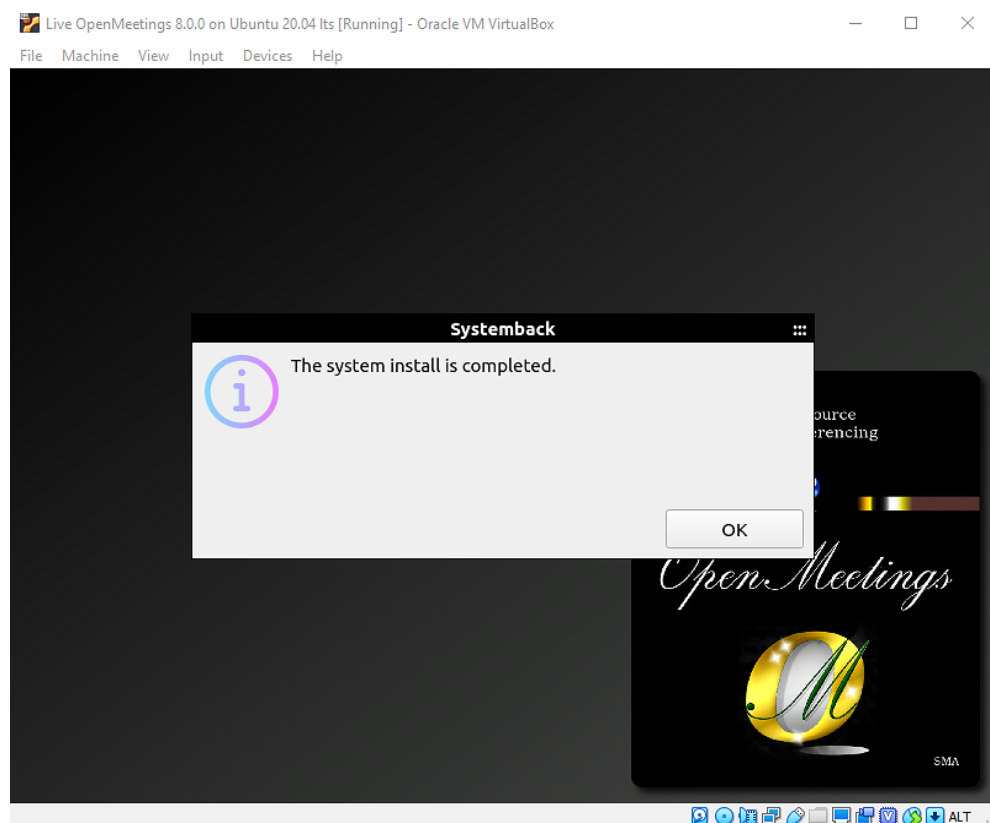 Live OpenMeetings 8.0.0 on Ubuntu 20.04 lts [Running] - Oracle VM VirtualBox
File Machine View Input Devices Help
Systemback
The system install is completed.
OK
ource
erencing
OpenMeetings
M
SMA
ALT